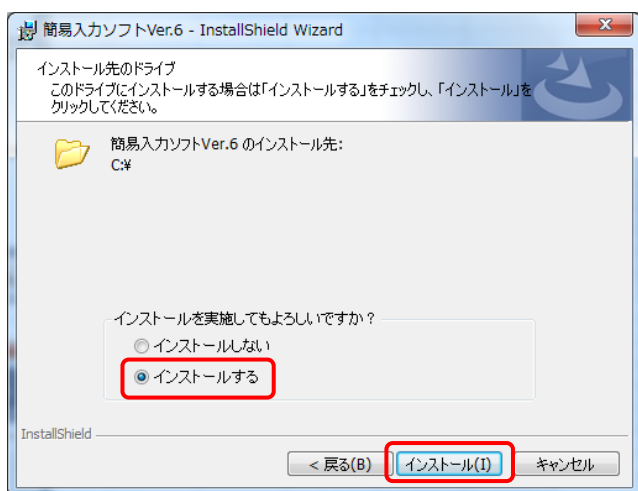 簡易入力ソフトVer.6 - InstallShield Wizard
インストール先のドライブ
このドライブにインストールする場合は「インストールする」をチェックし、「インストール」を
クリックしてください。
簡易入力ソフトVer.6 のインストール先:
C:¥
インストールを実施してもよろしいですか?
インストールしない
インストールする
InstallShield
< 戻る(B)
インストール(I)
キャンセル